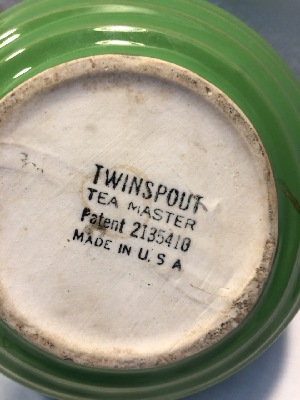 TWINSPOUT
TEA MASTER
Patent 2135410
MADE IN U.S A